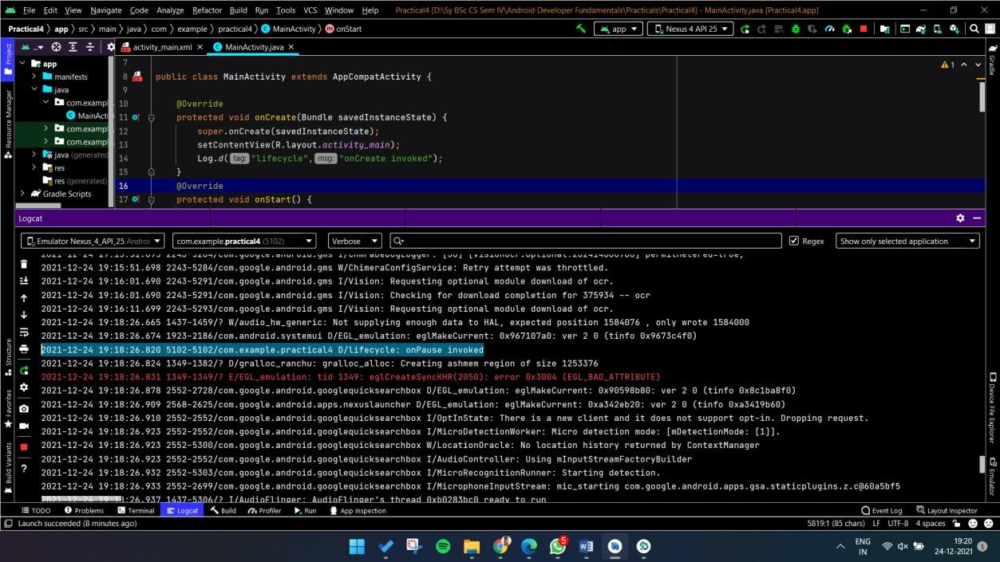 File Edit View Navigate Code Analyze Refactor Build Run Tools VCS Window Help Practical4 [D:\Sy BSc CS Sem IV\Android Developer Fundamentals\Practicals\Practical4] - MainActivity.java [Practical4.app]
Practical4 app src main java com example practical4 MainActivity onStart
app Nexus 4 API 25
Project
Resource Manager
Structure
Favorites
Build Variants
Gradle
Device File Explorer
Emulator
app
manifests
java
com.exampl
MainActi
com.exampl
com.exampl
java (generated)
res
res (generated)
Gradle Scripts
activity_main.xml MainActivity.java
1
7
8 public class MainActivity extends AppCompatActivity {
9
10 @Override
11 protected void onCreate(Bundle savedInstanceState) {
12 super.onCreate(savedInstanceState);
13 setContentView(R.layout.activity_main);
14 Log.d( tag: "lifecycle", msg: "onCreate invoked");
15 }
16 @Override
17 protected void onStart() {
Logcat
Emulator Nexus_4_API_25 Androi com.example.practical4 (5102) Verbose Regex Show only selected application
2021-12-24 19:15:51.698 2243-5284/com.google.android.gms W/ChimeraConfigService: Retry attempt was throttled.
2021-12-24 19:16:01.690 2243-5291/com.google.android.gms I/Vision: Requesting optional module download of ocr.
2021-12-24 19:16:01.690 2243-5291/com.google.android.gms I/Vision: Checking for download completion for 375934 -- ocr
2021-12-24 19:16:11.699 2243-5293/com.google.android.gms I/Vision: Requesting optional module download of ocr.
2021-12-24 19:18:26.665 1437-1459/? W/audio_hw_generic: Not supplying enough data to HAL, expected position 1584076 , only wrote 1584000
2021-12-24 19:18:26.674 1923-2186/com.android.systemui D/EGL_emulation: eglMakeCurrent: 0x967107a0: ver 2 0 (tinfo 0x9673c4f0)
2021-12-24 19:18:26.820 5102-5102/com.example.practical4 D/lifecycle: onPause invoked
2021-12-24 19:18:26.824 1349-1382/? D/gralloc_ranchu: gralloc_alloc: Creating ashmem region of size 1253376
2021-12-24 19:18:26.831 1349-1349/? E/EGL_emulation: tid 1349: eglCreateSyncKHR(2050): error 0x3004 (EGL_BAD_ATTRIBUTE)
2021-12-24 19:18:26.878 2552-2728/com.google.android.googlequicksearchbox D/EGL_emulation: eglMakeCurrent: 0x90598b80: ver 2 0 (tinfo 0x8c1ba8f0)
2021-12-24 19:18:26.909 2568-2625/com.google.android.apps.nexuslauncher D/EGL_emulation: eglMakeCurrent: 0xa342eb20: ver 2 0 (tinfo 0xa3419b60)
2021-12-24 19:18:26.910 2552-2552/com.google.android.googlequicksearchbox I/OptInState: There is a new client and it does not support opt-in. Dropping request.
2021-12-24 19:18:26.923 2552-2552/com.google.android.googlequicksearchbox I/MicroDetectionWorker: Micro detection mode: [mDetectionMode: [1]].
2021-12-24 19:18:26.923 2552-5300/com.google.android.googlequicksearchbox W/LocationOracle: No location history returned by ContextManager
2021-12-24 19:18:26.923 2552-2552/com.google.android.googlequicksearchbox I/AudioController: Using mInputStreamFactoryBuilder
2021-12-24 19:18:26.932 2552-5303/com.google.android.googlequicksearchbox I/MicroRecognitionRunner: Starting detection.
2021-12-24 19:18:26.933 2552-2699/com.google.android.googlequicksearchbox I/MicrophoneInputStream: mic_starting com.google.android.apps.gsa.staticplugins.z.c@60a5bf5
2021-12-24 19:18:26.937 1437-5306/? I/AudioFlinger: AudioFlinger's thread 0xb0283bc0 ready to run
TODO Problems Terminal Logcat Build Profiler Run App Inspection Event Log Layout Inspector
Launch succeeded (8 minutes ago) 5819:1 (85 chars) LF UTF-8 4 spaces
5
ENG
IN
19:20
24-12-2021
1